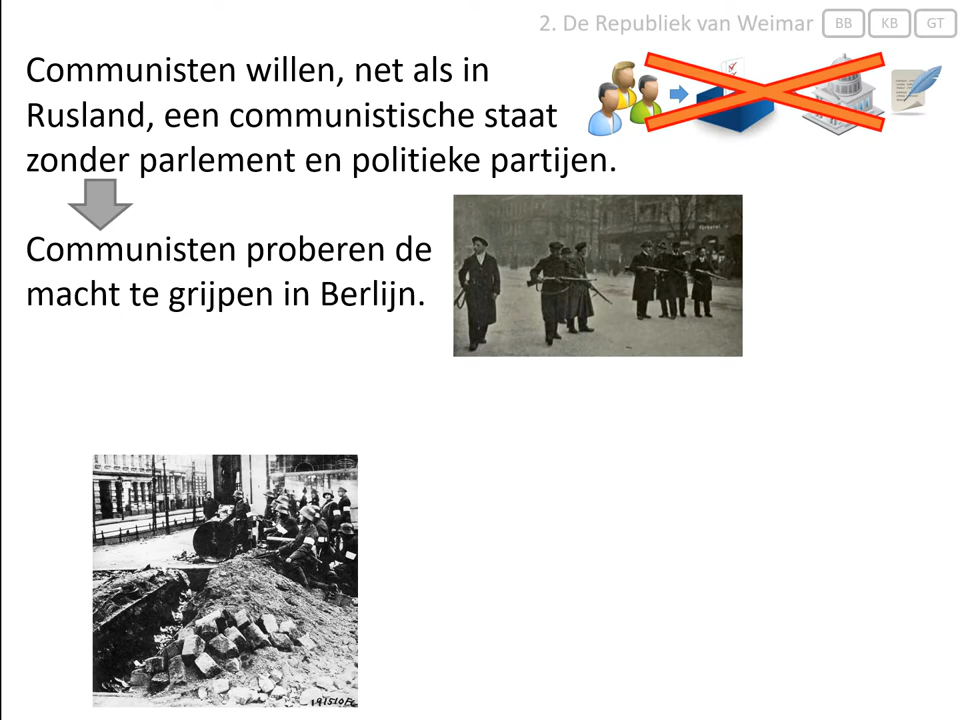 2. De Republiek van Weimar BB KB GT
Communisten willen, net als in
Rusland, een communistische staat
zonder parlement en politieke partijen.
Communisten proberen de
macht te grijpen in Berlijn.